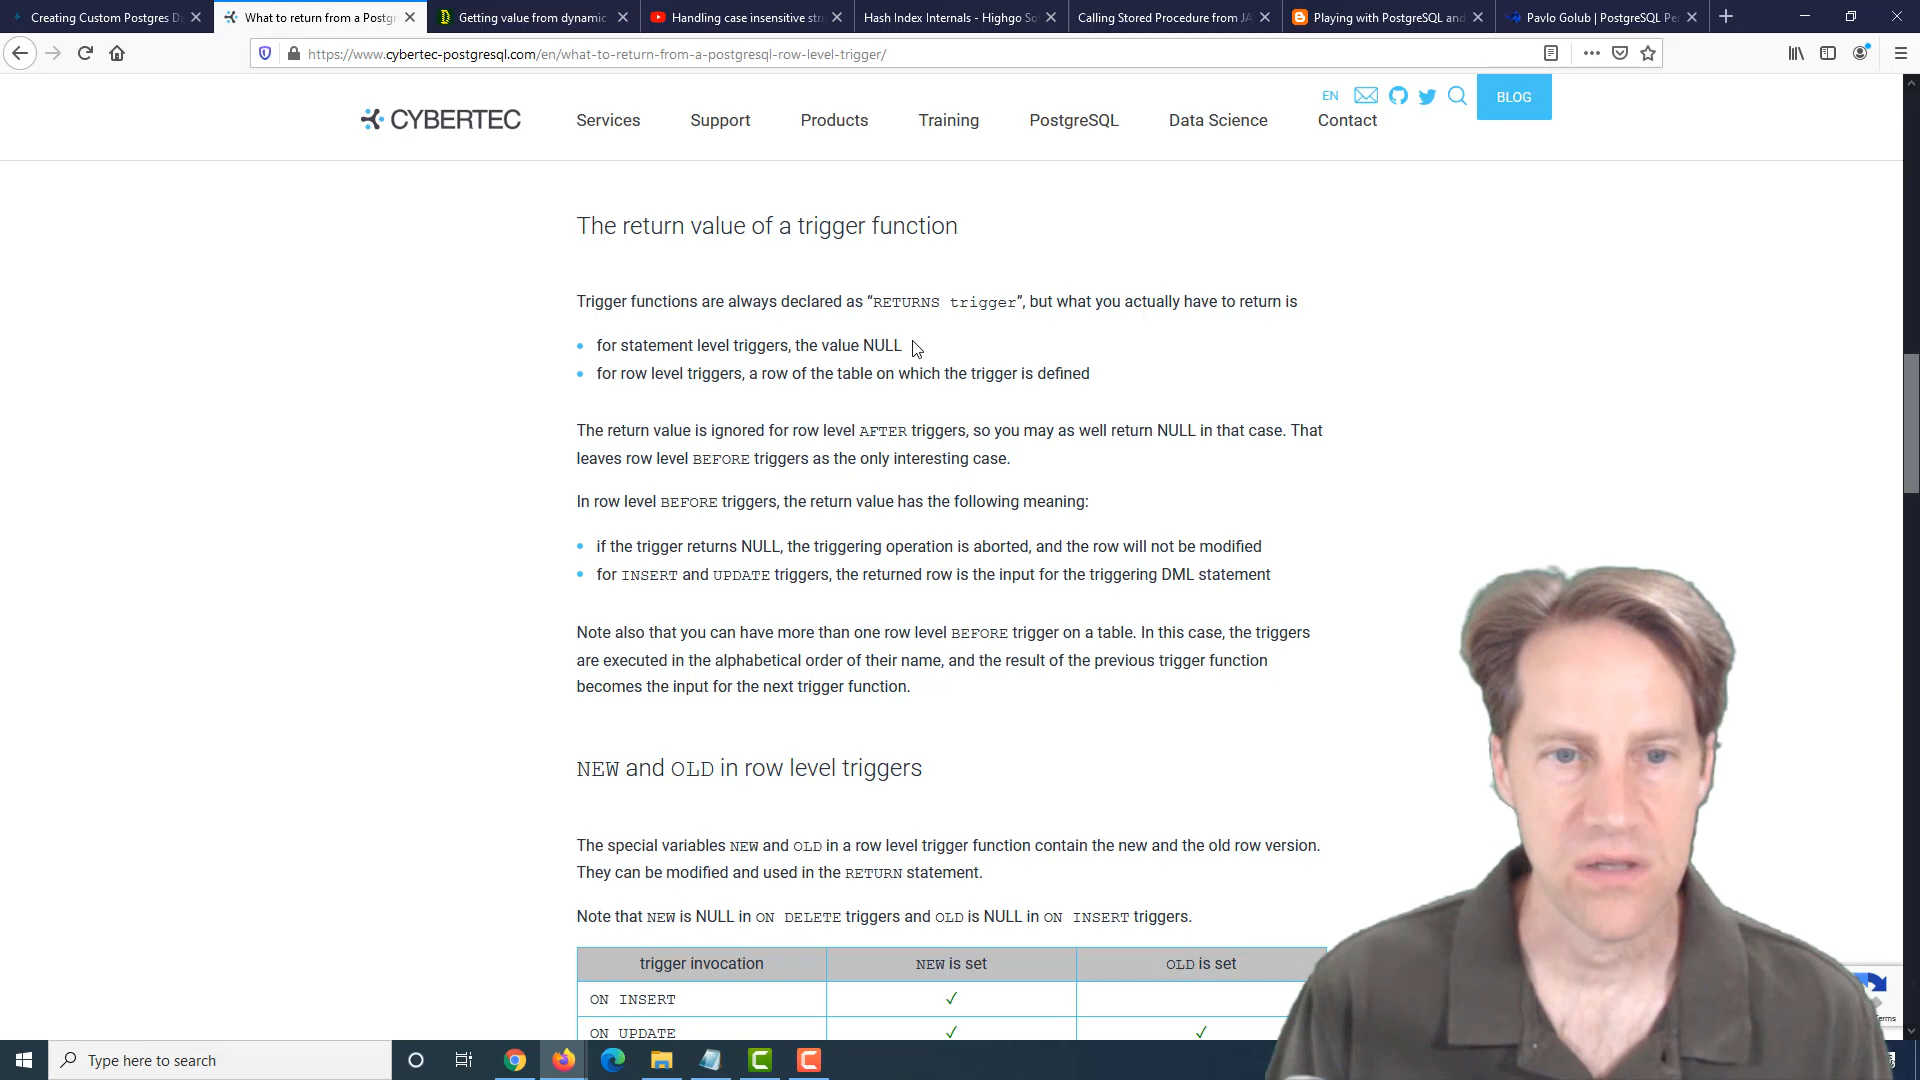 Creating Custom Postgres Da
What to return from a Postgr
Getting value from dynamic
Handling case insensitive stri
Hash Index Internals - Highgo So
Calling Stored Procedure from JA
Playing with PostgreSQL and
Pavlo Golub | PostgreSQL Pe
https://www.cybertec-postgresql.com/en/what-to-return-from-a-postgresql-row-level-trigger/
EN
BLOG
CYBERTEC
Services
Support
Products
Training
PostgreSQL
Data Science
Contact
The return value of a trigger function
Trigger functions are always declared as “RETURNS trigger”, but what you actually have to return is
for statement level triggers, the value NULL
for row level triggers, a row of the table on which the trigger is defined
The return value is ignored for row level AFTER triggers, so you may as well return NULL in that case. That
leaves row level BEFORE triggers as the only interesting case.
In row level BEFORE triggers, the return value has the following meaning:
if the trigger returns NULL, the triggering operation is aborted, and the row will not be modified
for INSERT and UPDATE triggers, the returned row is the input for the triggering DML statement
Note also that you can have more than one row level BEFORE trigger on a table. In this case, the triggers
are executed in the alphabetical order of their name, and the result of the previous trigger function
becomes the input for the next trigger function.
NEW and OLD in row level triggers
The special variables NEW and OLD in a row level trigger function contain the new and the old row version.
They can be modified and used in the RETURN statement.
Note that NEW is NULL in ON DELETE triggers and OLD is NULL in ON INSERT triggers.
trigger invocation NEW is set OLD is set
ON INSERT ✓
ON UPDATE ✓ ✓
Type here to search